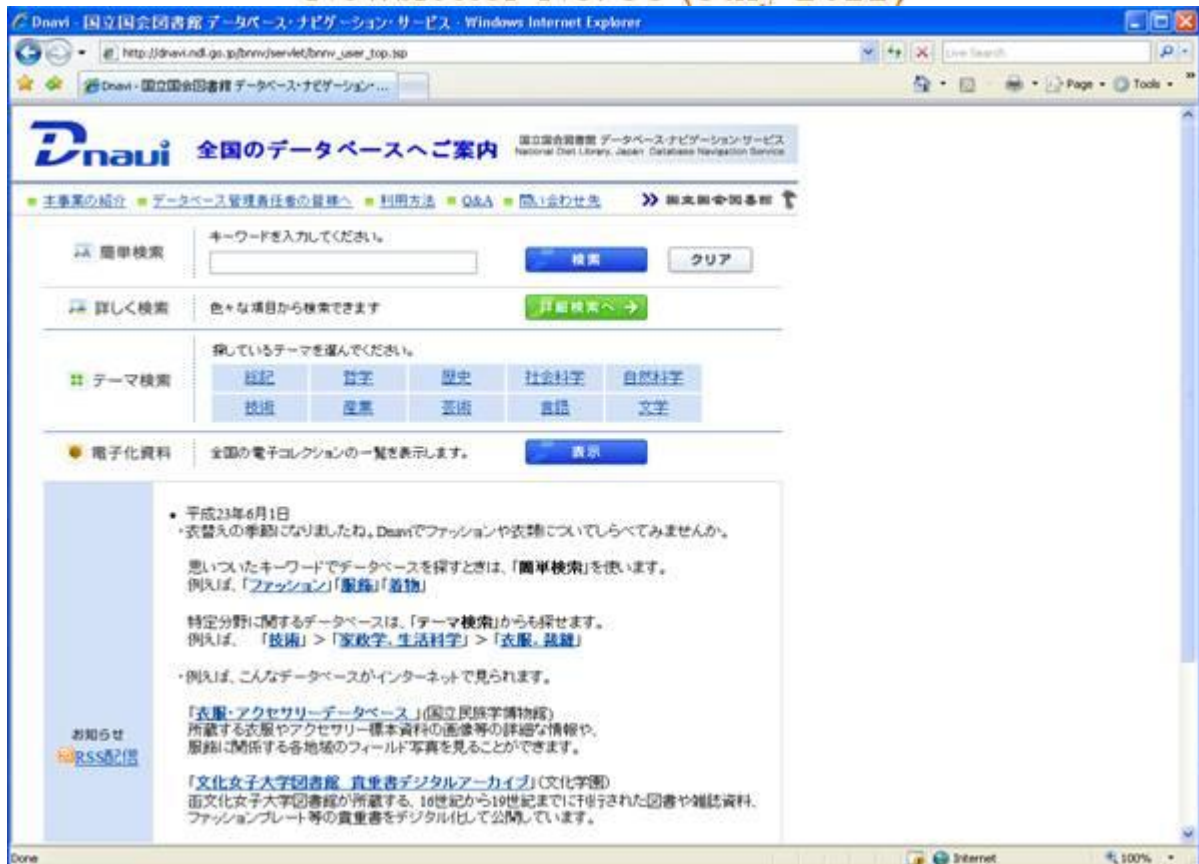 Dnavi - 国立国会図書館 データベース・ナビゲーション・サービス - Windows Internet Explorer
http://dnavi.ndl.go.jp/bnnv/servlet/bnnv_user_top.jsp
Live Search
Dnavi - 国立国会図書館 データベース・ナビゲーション・...
Page Tools
Dnavi 全国のデータベースへご案内
国立国会図書館 データベース・ナビゲーション・サービス
National Diet Library, Japan Database Navigation Service
本事業の紹介 データベース管理責任者の皆様へ 利用方法 Q&A 問い合わせ先 国立国会図書館
キーワードを入力してください。
簡単検索 検索 クリア
詳しく検索 色々な項目から検索できます 詳細検索へ →
探しているテーマを選んでください。
テーマ検索 総記 哲学 歴史 社会科学 自然科学
技術 産業 芸術 言語 文学
電子化資料 全国の電子コレクションの一覧を表示します。 表示
• 平成23年6月1日
・衣替えの季節になりましたね。Dnaviでファッションや衣類についてしらべてみませんか。
思いついたキーワードでデータベースを探すときは、「簡単検索」を使います。
例えば、「ファッション」「服飾」「着物」
特定分野に関するデータベースは、「テーマ検索」からも探せます。
例えば、 「技術」 > 「家政学、生活科学」 > 「衣服、裁縫」
・例えば、こんなデータベースがインターネットで見られます。
「衣服・アクセサリーデータベース 」(国立民族学博物館)
所蔵する衣服やアクセサリー標本資料の画像等の詳細な情報や、
服飾に関係する各地域のフィールド写真を見ることができます。
お知らせ
RSS配信
「文化女子大学図書館 貴重書デジタルアーカイブ」(文化学園)
文化女子大学図書館が所蔵する、16世紀から19世紀までに刊行された図書や雑誌資料、
ファッションプレート等の貴重書をデジタル化して公開しています。
Done Internet 100%